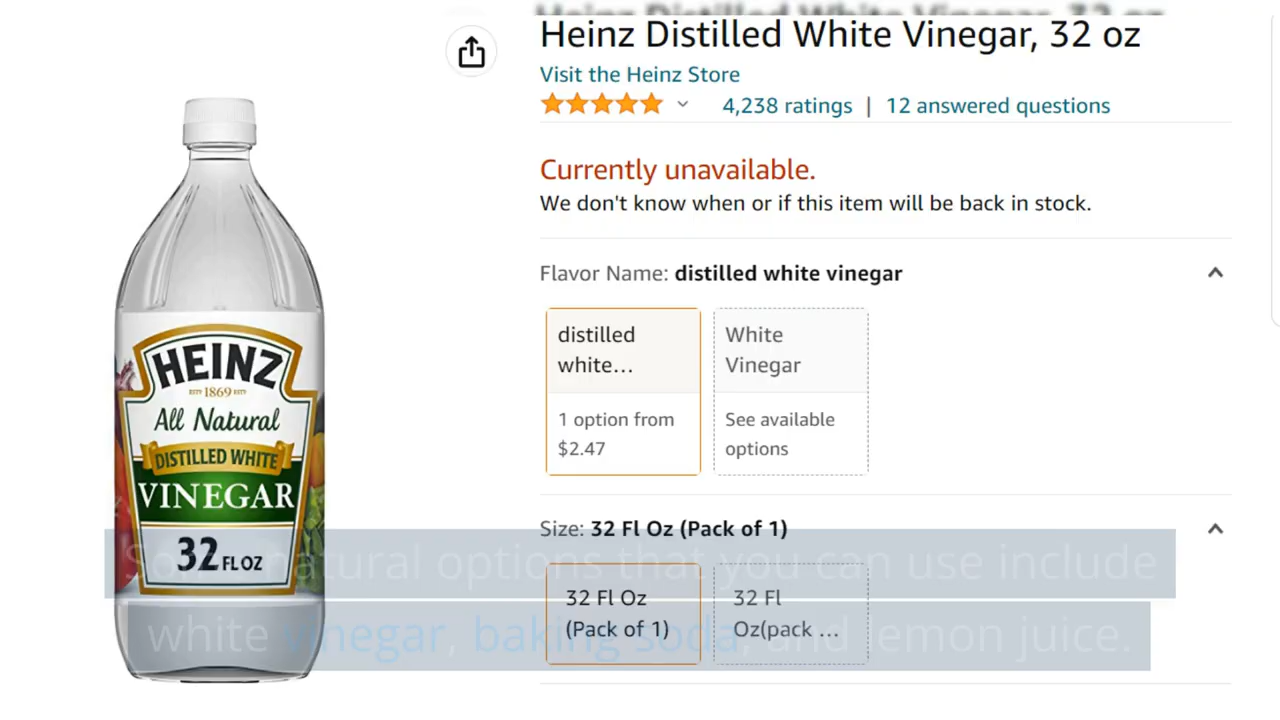 Heinz Distilled White Vinegar, 32 oz
Visit the Heinz Store
4,238 ratings | 12 answered questions
Currently unavailable.
We don't know when or if this item will be back in stock.
Flavor Name: distilled white vinegar
distilled
white...
1 option from
$2.47
White
Vinegar
See available
options
Size: 32 Fl Oz (Pack of 1)
32 Fl Oz
(Pack of 1)
32 Fl
Oz(pack ...
HEINZ
ESTD 1869 ESTD
All Natural
DISTILLED WHITE
VINEGAR
32 FL OZ
Some natural options that you can use include
white vinegar, baking soda, and lemon juice.